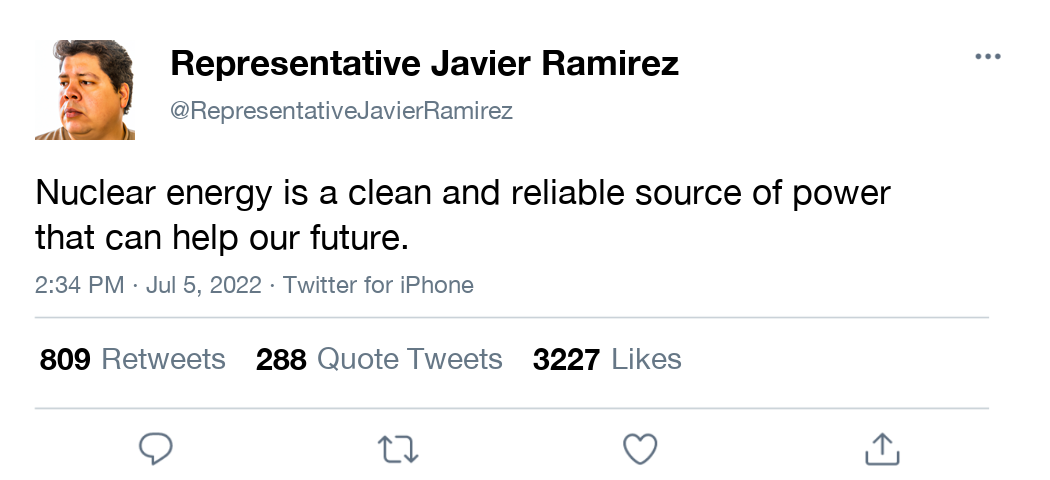 Representative Javier Ramirez
@RepresentativeJavierRamirez
Nuclear energy is a clean and reliable source of power
that can help our future.
2:34 PM · Jul 5, 2022 · Twitter for iPhone
809 Retweets 288 Quote Tweets 3227 Likes